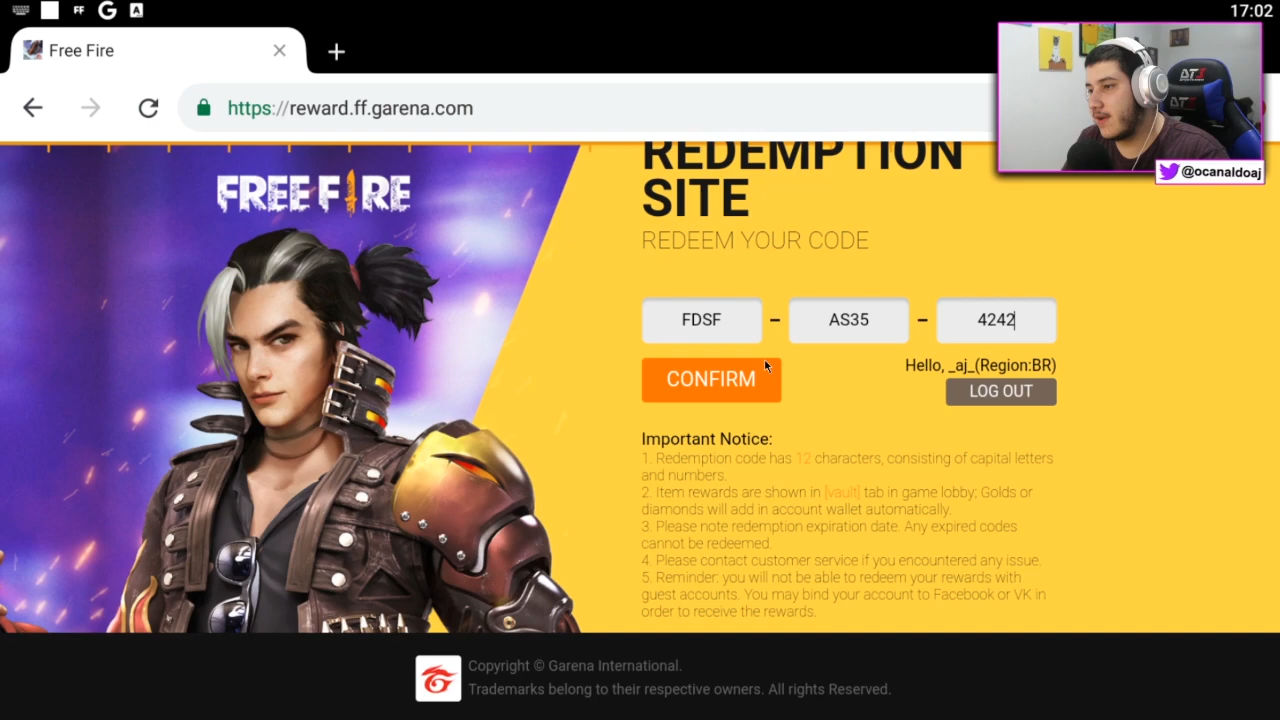 FF G A
17:02
Free Fire
https://reward.ff.garena.com
DT3
@ocanaldoaj
FREE FIRE
REDEMPTION
SITE
REDEEM YOUR CODE
FDSF - AS35 - 4242
CONFIRM
Hello, _aj_(Region:BR)
LOG OUT
Important Notice:
1. Redemption code has 12 characters, consisting of capital letters
and numbers.
2. Item rewards are shown in [vault] tab in game lobby; Golds or
diamonds will add in account wallet automatically.
3. Please note redemption expiration date. Any expired codes
cannot be redeemed.
4. Please contact customer service if you encountered any issue.
5. Reminder: you will not be able to redeem your rewards with
guest accounts. You may bind your account to Facebook or VK in
order to receive the rewards.
Copyright © Garena International.
Trademarks belong to their respective owners. All rights Reserved.